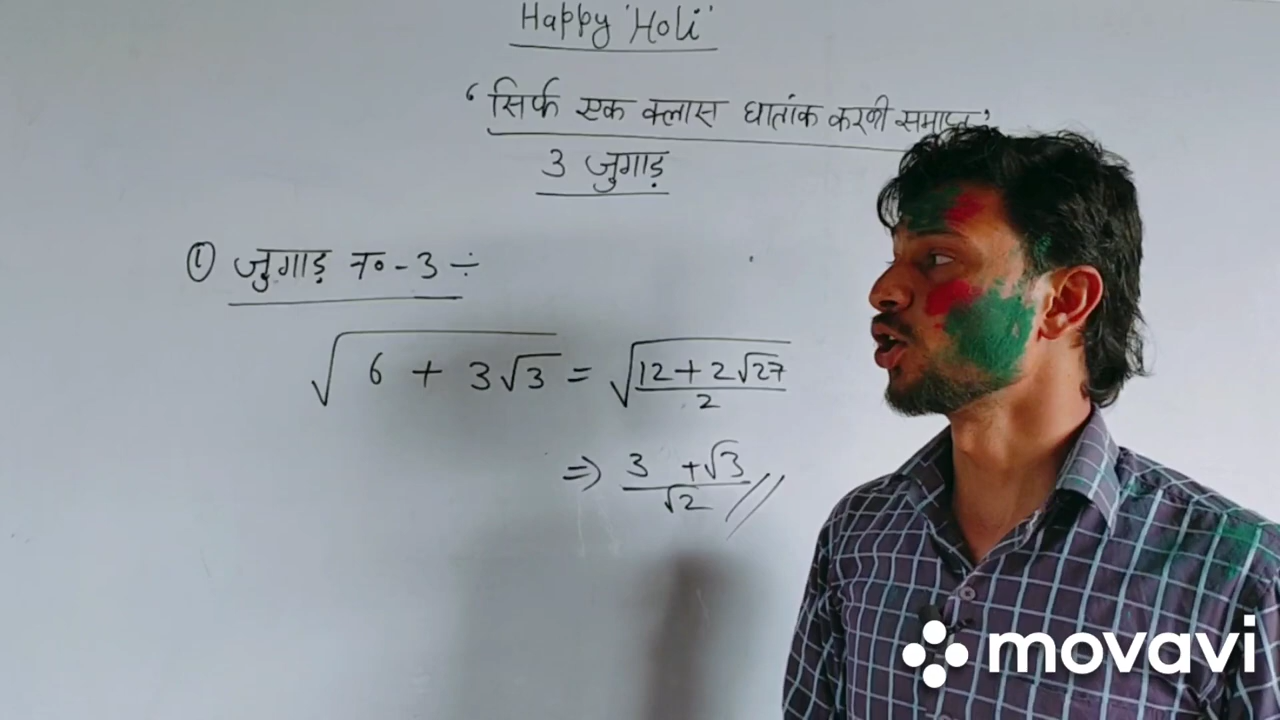 Happy 'Holi'
‘सिर्फ एक क्लास घातांक करणी समाप्त’
3 जुगाड़
① जुगाड़ न०-3 ÷
√(6 + 3√3) = √((12+2√27)/2)
⇒ (3 +√3)/√2 //
movavi